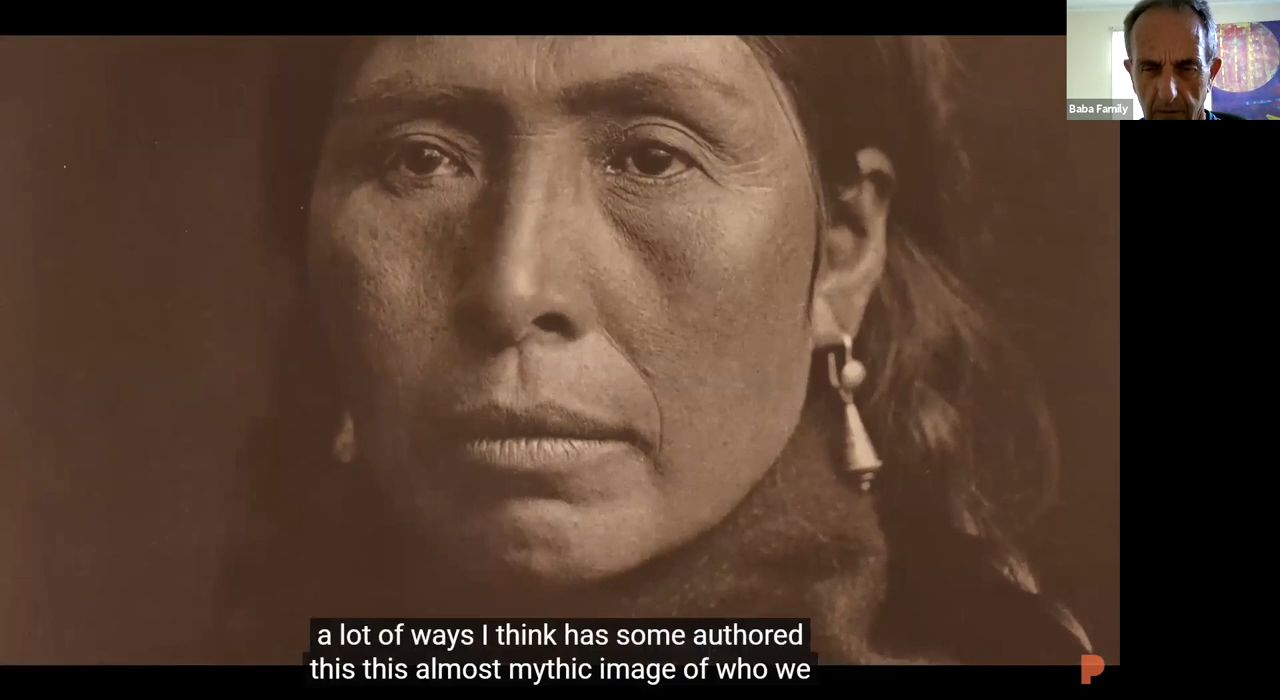 Baba Family
a lot of ways I think has some authored
this this almost mythic image of who we